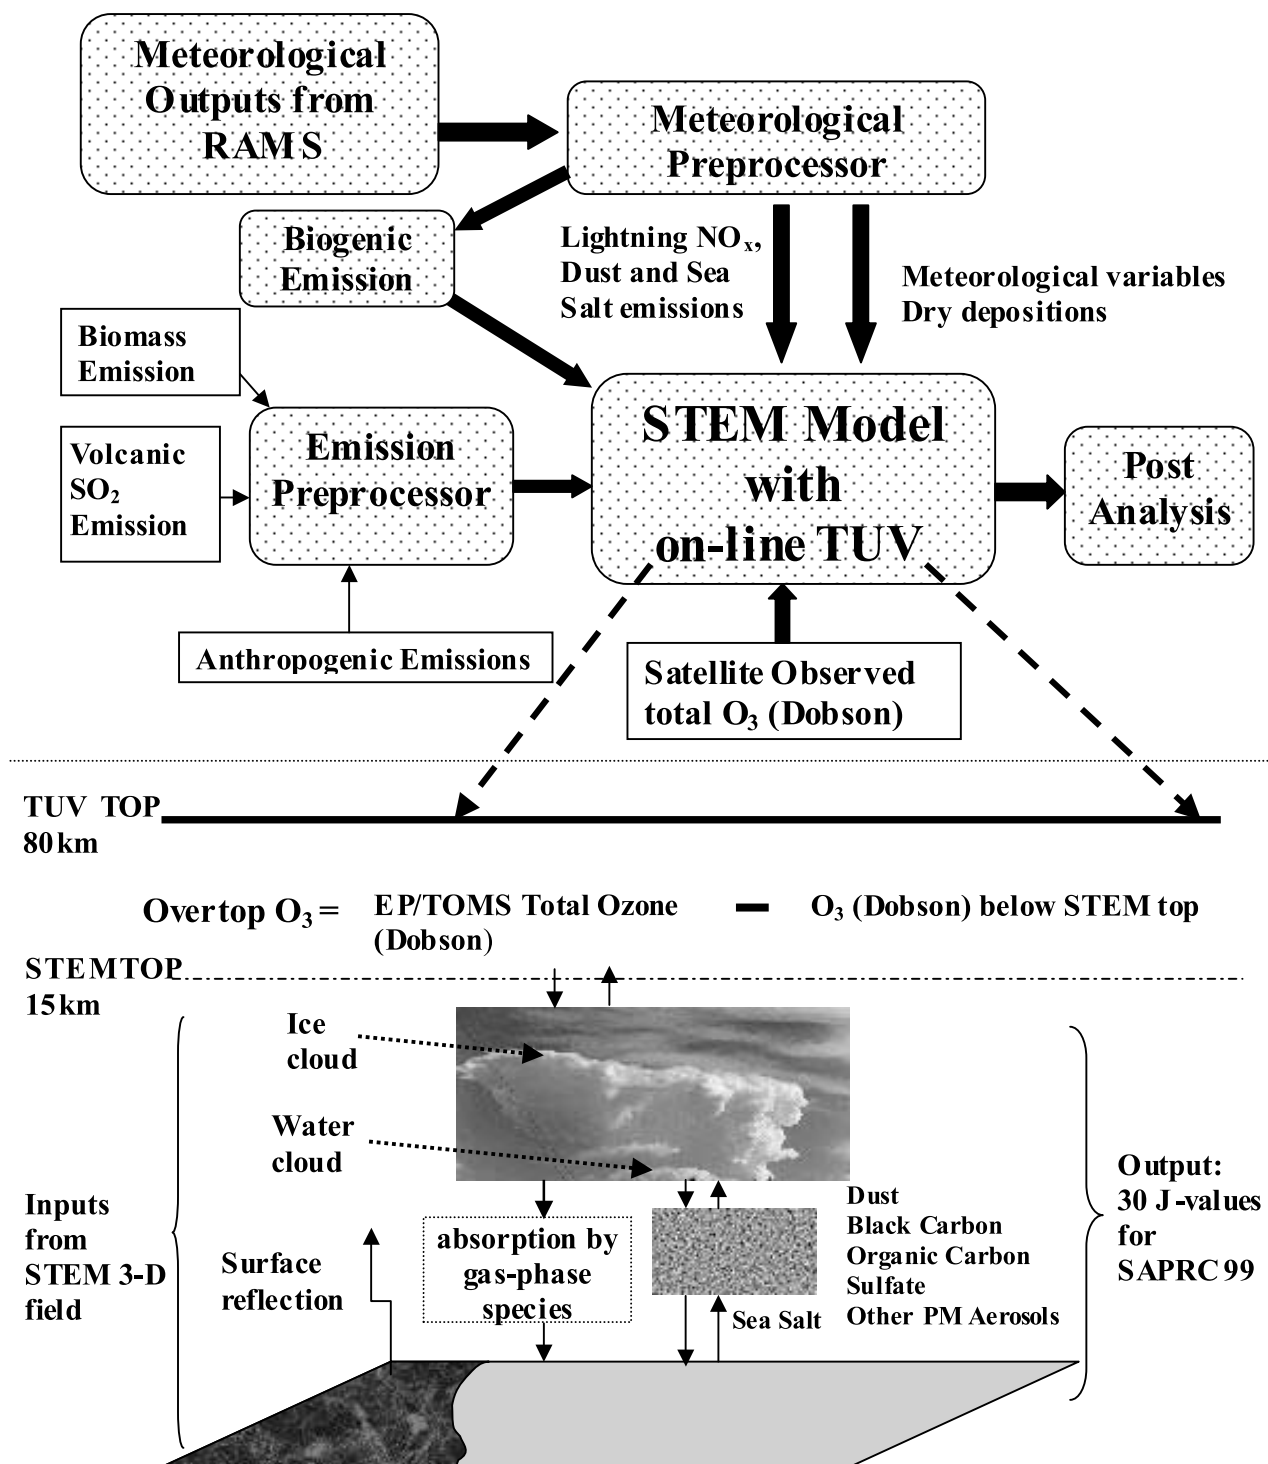 Meteorological
Outputs from
RAMS
Meteorological
Preprocessor
Biogenic
Emission
Lightning NOₓ,
Dust and Sea
Salt emissions
Meteorological variables
Dry depositions
Biomass
Emission
Volcanic
SO₂
Emission
Emission
Preprocessor
STEM Model
with
on-line TUV
Post
Analysis
Anthropogenic Emissions
Satellite Observed
total O₃ (Dobson)
TUV TOP
80km
Overtop O₃ =
EP/TOMS Total Ozone
(Dobson)
O₃ (Dobson) below STEM top
STEMTOP
15km
Ice
cloud
Water
cloud
Inputs
from
STEM 3-D
field
Surface
reflection
absorption by
gas-phase
species
Dust
Black Carbon
Organic Carbon
Sulfate
Other PM Aerosols
Sea Salt
Output:
30 J-values
for
SAPRC99